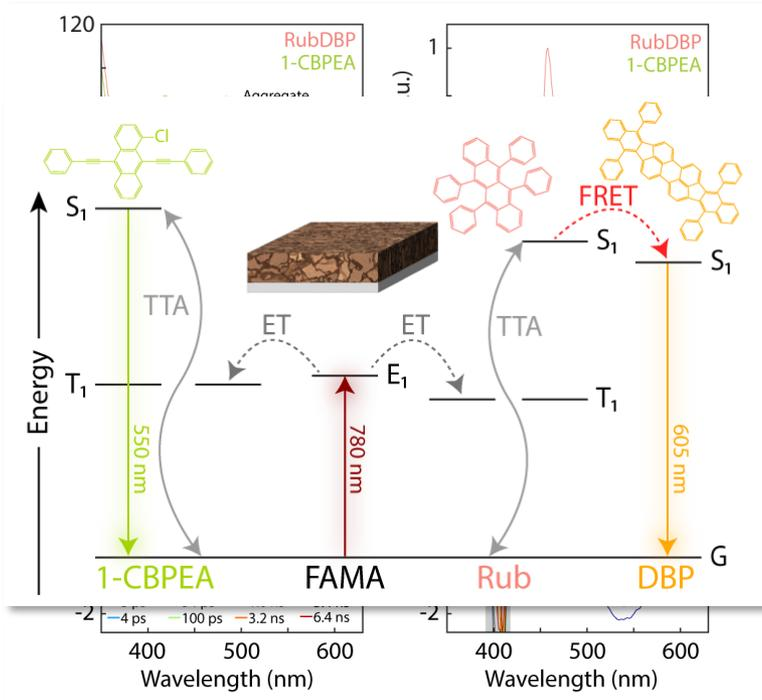 120
RubDBP
1-CBPEA
Aggregate
1
RubDBP
1-CBPEA
u.)
Cl
FRET
S₁
S₁
S₁
TTA
TTA
ET
ET
T₁
E₁
T₁
Energy
550 nm
780 nm
605 nm
G
1-CBPEA
FAMA
Rub
DBP
-2
4 ps
100 ps
3.2 ns
6.4 ns
-2
400
500
600
400
500
600
Wavelength (nm)
Wavelength (nm)